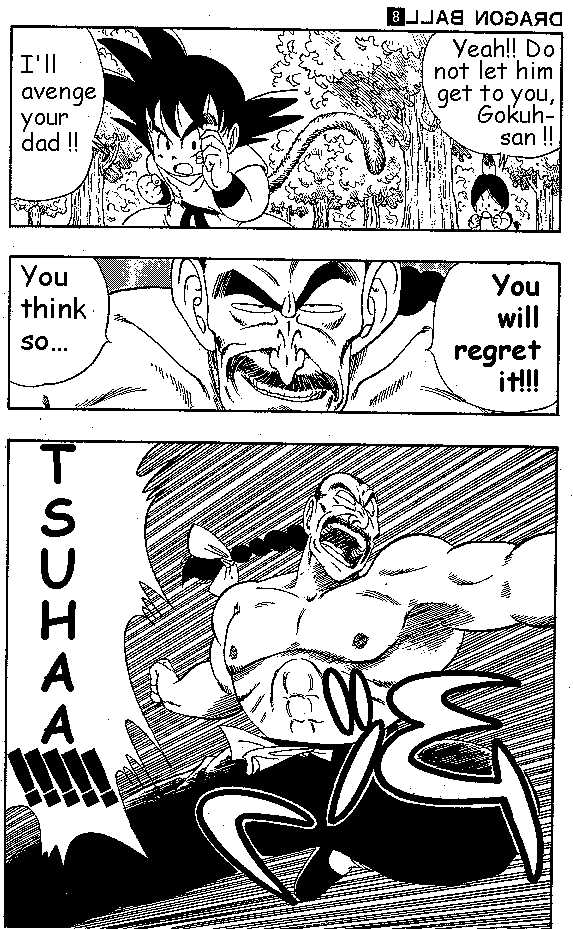 DRAGON BALL 8
I'll
avenge
your
dad !!
Yeah!! Do
not let him
get to you,
Gokuh-
san !!
You
think
so...
You
will
regret
it!!!
TSUHAA!!!!!